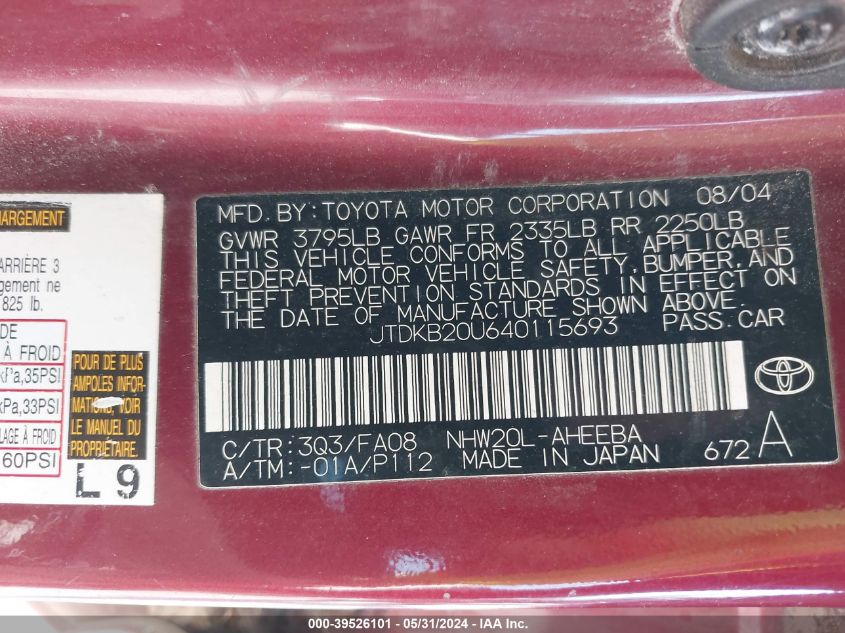 MFD. BY: TOYOTA MOTOR CORPORATION 08/04
GVWR 3795LB GAWR FR 2335LB RR 2250LB
THIS VEHICLE CONFORMS TO ALL APPLICABLE
FEDERAL MOTOR VEHICLE SAFETY, BUMPER, AND
THEFT PREVENTION STANDARDS IN EFFECT ON
THE DATE OF MANUFACTURE SHOWN ABOVE.
JTDKB20U640115693 PASS. CAR
C/TR: 3Q3/FA08 NHW20L-AHEEBA
A/TM: -01A/P112 MADE IN JAPAN 672 A
ARRIÈRE 3
ne
825 lb.
DE
À FROID
,35PSI
kPa,33PSI
À FROID
60PSI
POUR DE PLUS
AMPLES INFOR-
VOIR
LE MANUEL DU
PROPRIÉTAIRE.
L 9
000-39526101 - 05/31/2024 - IAA Inc.